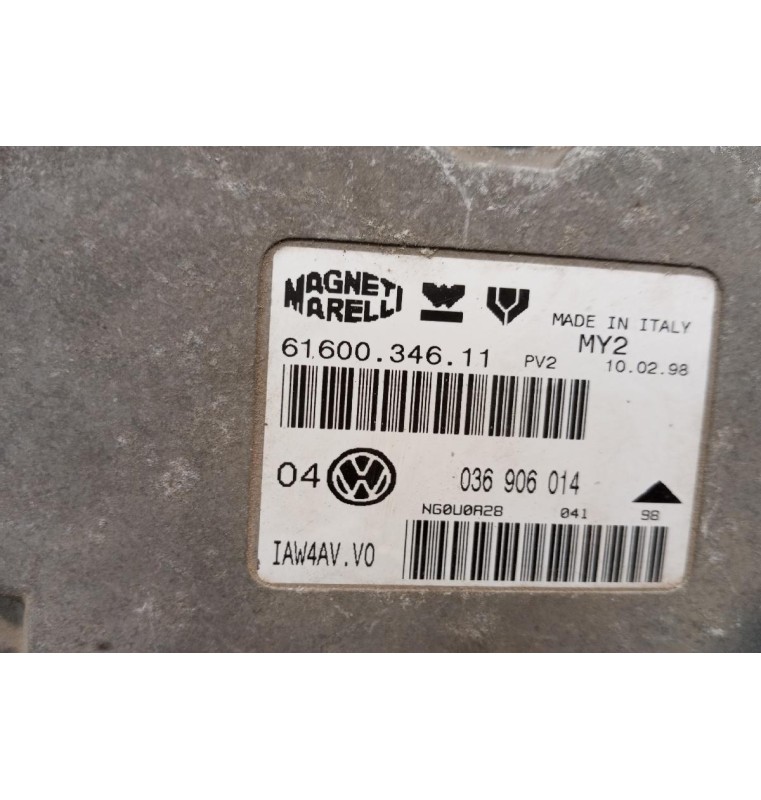 MAGNETI
MARELLI
MADE IN ITALY
61600.346.11 PV2 MY2
10.02.98
04 036 906 014
NG0U0A28 041 98
IAW4AV.V0